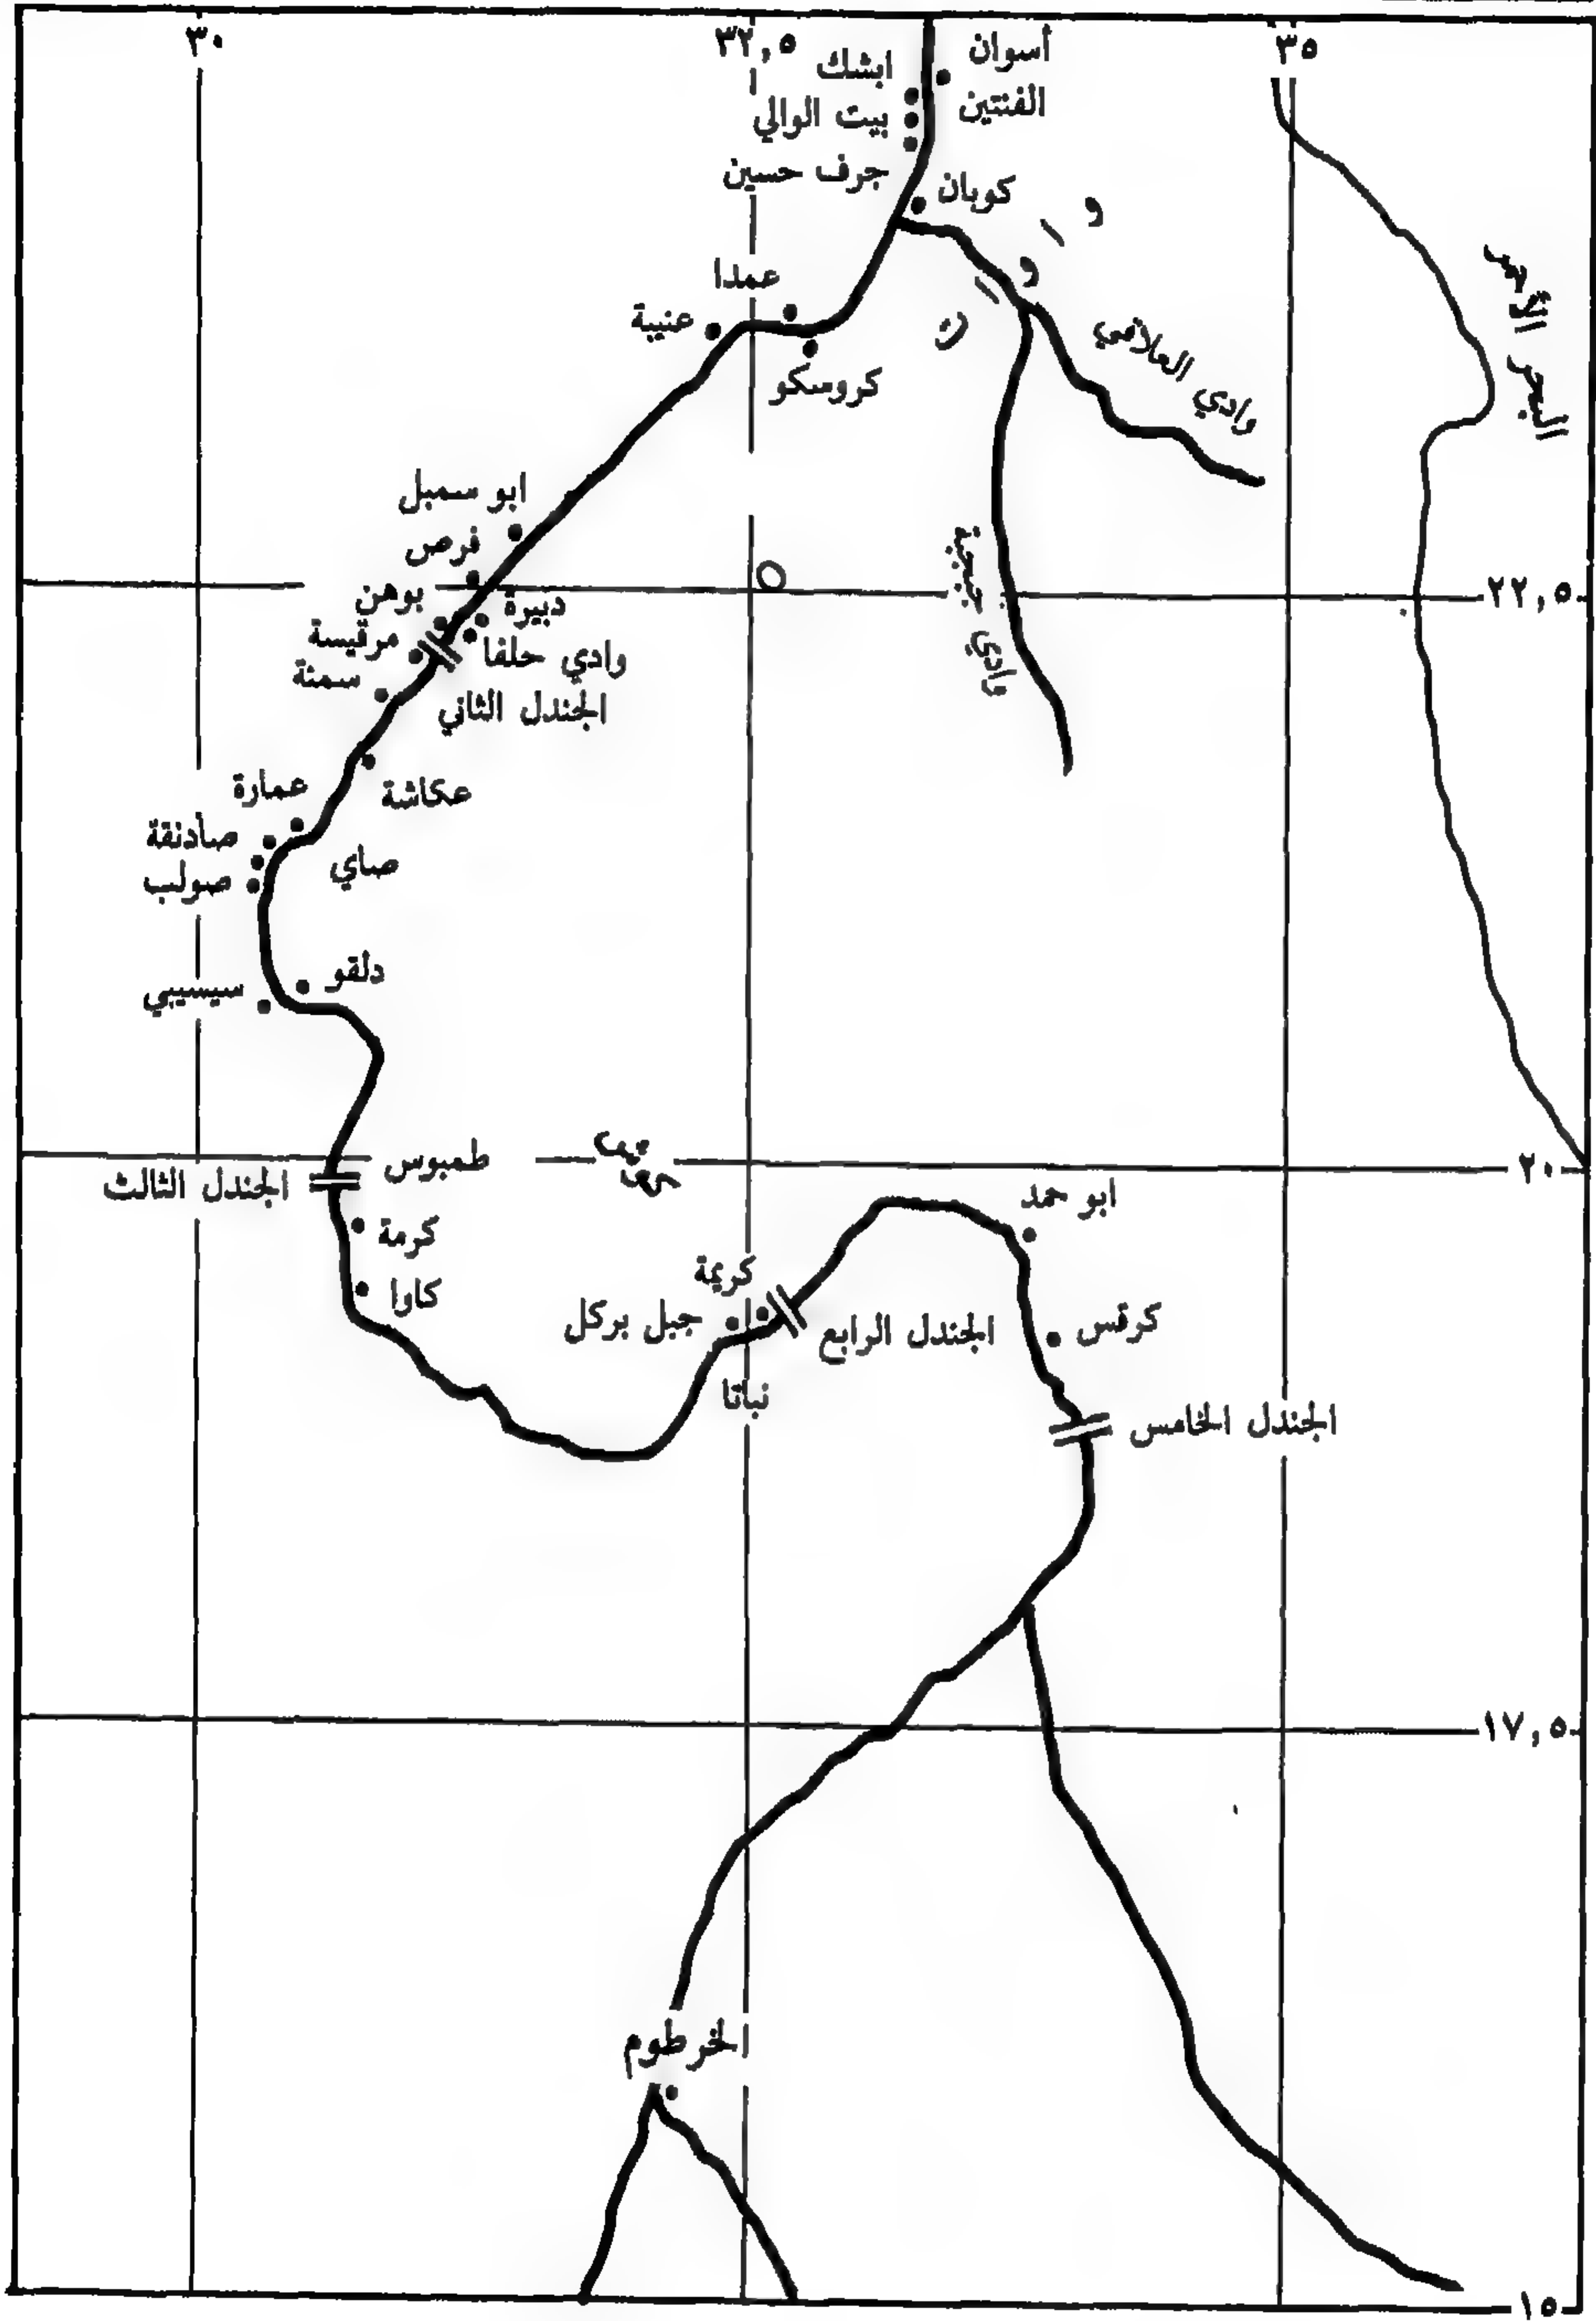 ٣٠
٣٢,٥
٣٥
أسوان
ابشك
الفنتين
بيت الوالي
جرف حسين
كوبان
و ا و ا ت
البحر الأحمر
عمدا
عنيبة
كروسكو
وادي العلاقي
ابو سمبل
فرص
وادي جبجبة
٢٢,٥
بوهن
دبيرة
مرقيسة
وادي حلفا
سمنة
الجندل الثاني
عكاشة
عمارة
صادنقة
صاي
صولب
دلقو
سيسيبي
طمبوس
الجندل الثالث
٢٠
ابو حمد
كرمة
كريمة
كاوا
جبل بركل
الجندل الرابع
كرقس
نباتا
الجندل الخامس
١٧,٥
الخرطوم
١٥